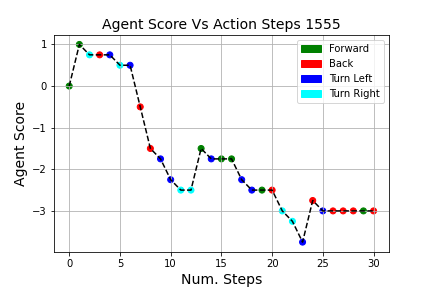 Agent Score Vs Action Steps 1555
Forward
Back
Turn Left
Turn Right
Agent Score
1
0
−1
−2
−3
0 5 10 15 20 25 30
Num. Steps